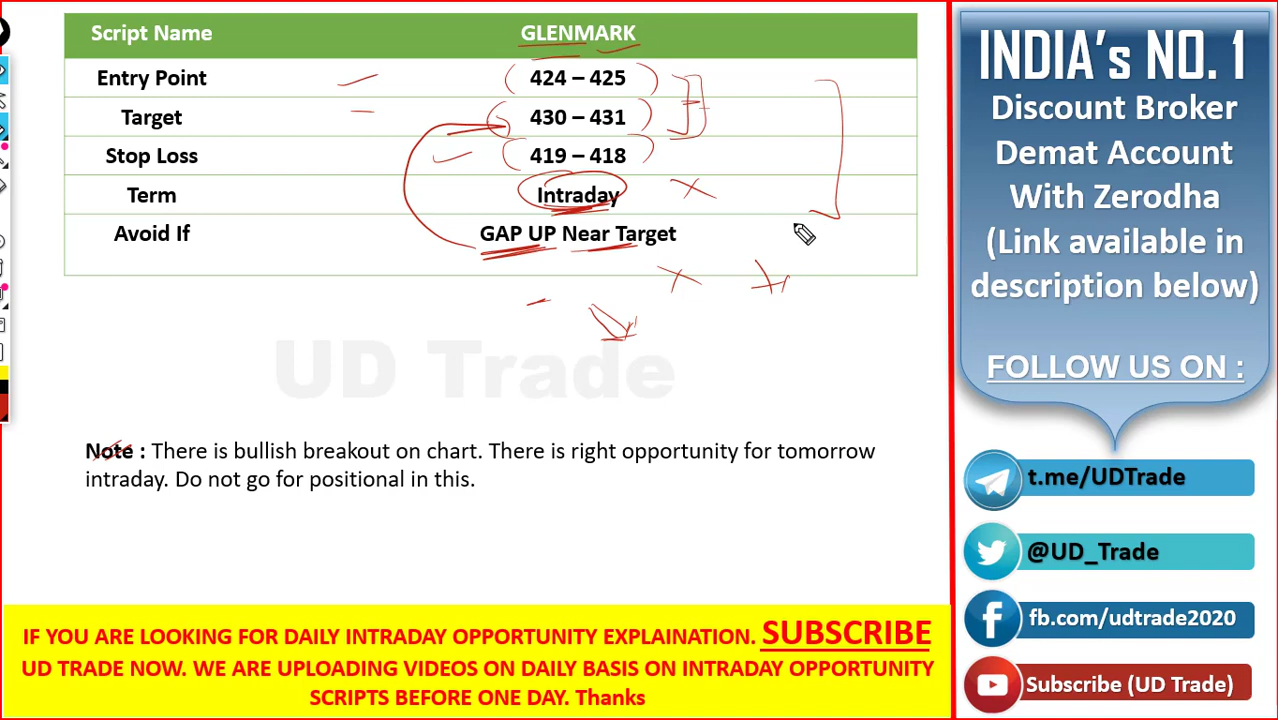 Script Name GLENMARK
Entry Point 424 – 425
Target 430 – 431
Stop Loss 419 – 418
Term Intraday
Avoid If GAP UP Near Target
UD Trade
Note : There is bullish breakout on chart. There is right opportunity for tomorrow
intraday. Do not go for positional in this.
IF YOU ARE LOOKING FOR DAILY INTRADAY OPPORTUNITY EXPLAINATION. SUBSCRIBE
UD TRADE NOW. WE ARE UPLOADING VIDEOS ON DAILY BASIS ON INTRADAY OPPORTUNITY
SCRIPTS BEFORE ONE DAY. Thanks
INDIA's NO. 1
Discount Broker
Demat Account
With Zerodha
(Link available in
description below)
FOLLOW US ON :
t.me/UDTrade
@UD_Trade
fb.com/udtrade2020
Subscribe (UD Trade)